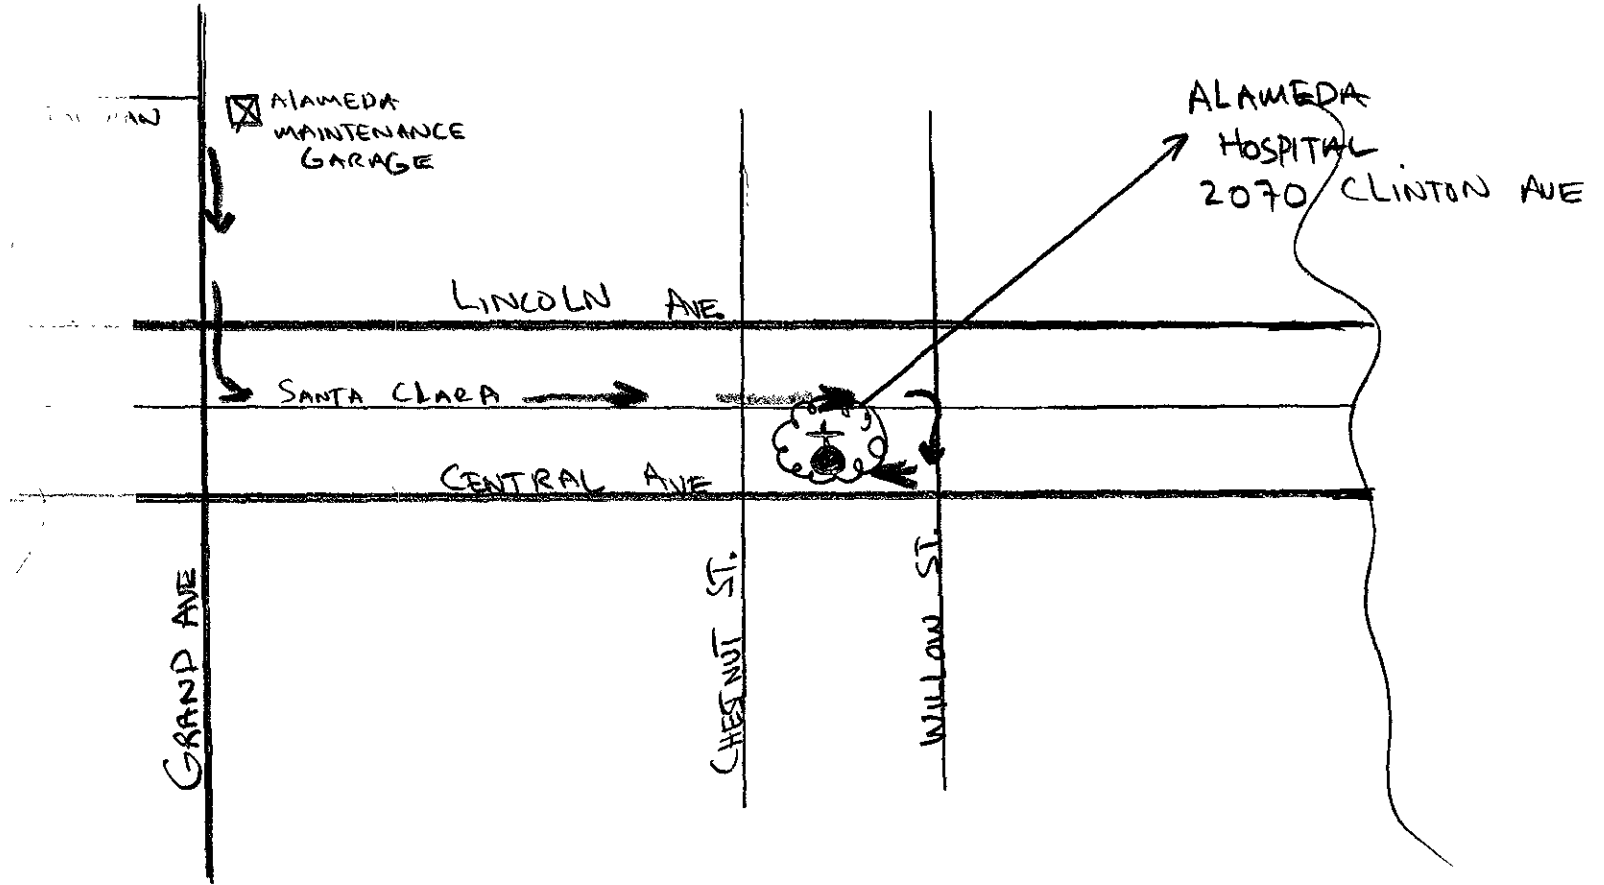 ALAMEDA
MAINTENANCE
GARAGE
ALAMEDA
HOSPITAL
2070 CLINTON AVE
LINCOLN AVE.
SANTA CLARA
CENTRAL AVE
GRAND AVE
CHESTNUT ST.
WILLOW ST.